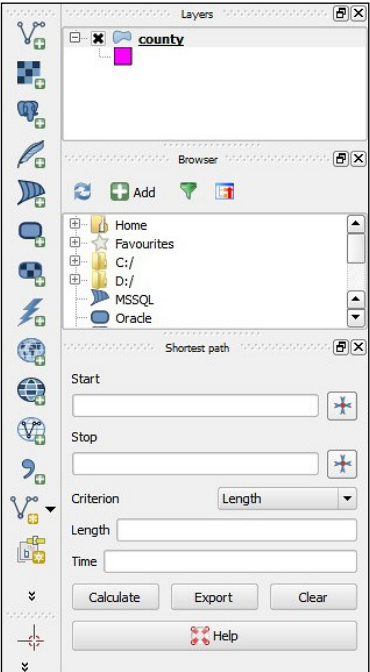 Layers
county
Browser
Add
Home
Favourites
C:/
D:/
MSSQL
Oracle
Shortest path
Start
Stop
Criterion Length
Length
Time
Calculate Export Clear
Help